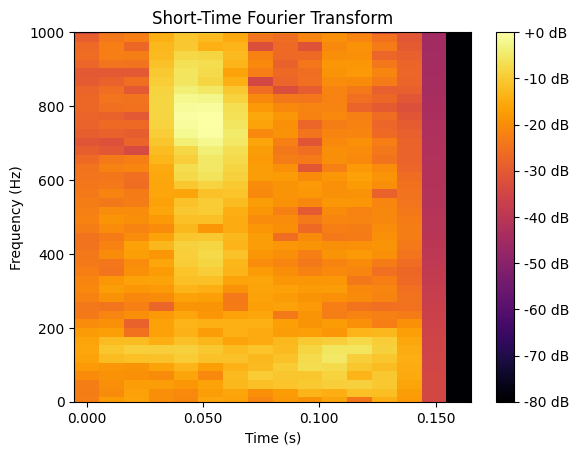 Short-Time Fourier Transform
1000
800
600
400
200
0
Frequency (Hz)
0.000
0.050
0.100
0.150
Time (s)
+0 dB
-10 dB
-20 dB
-30 dB
-40 dB
-50 dB
-60 dB
-70 dB
-80 dB